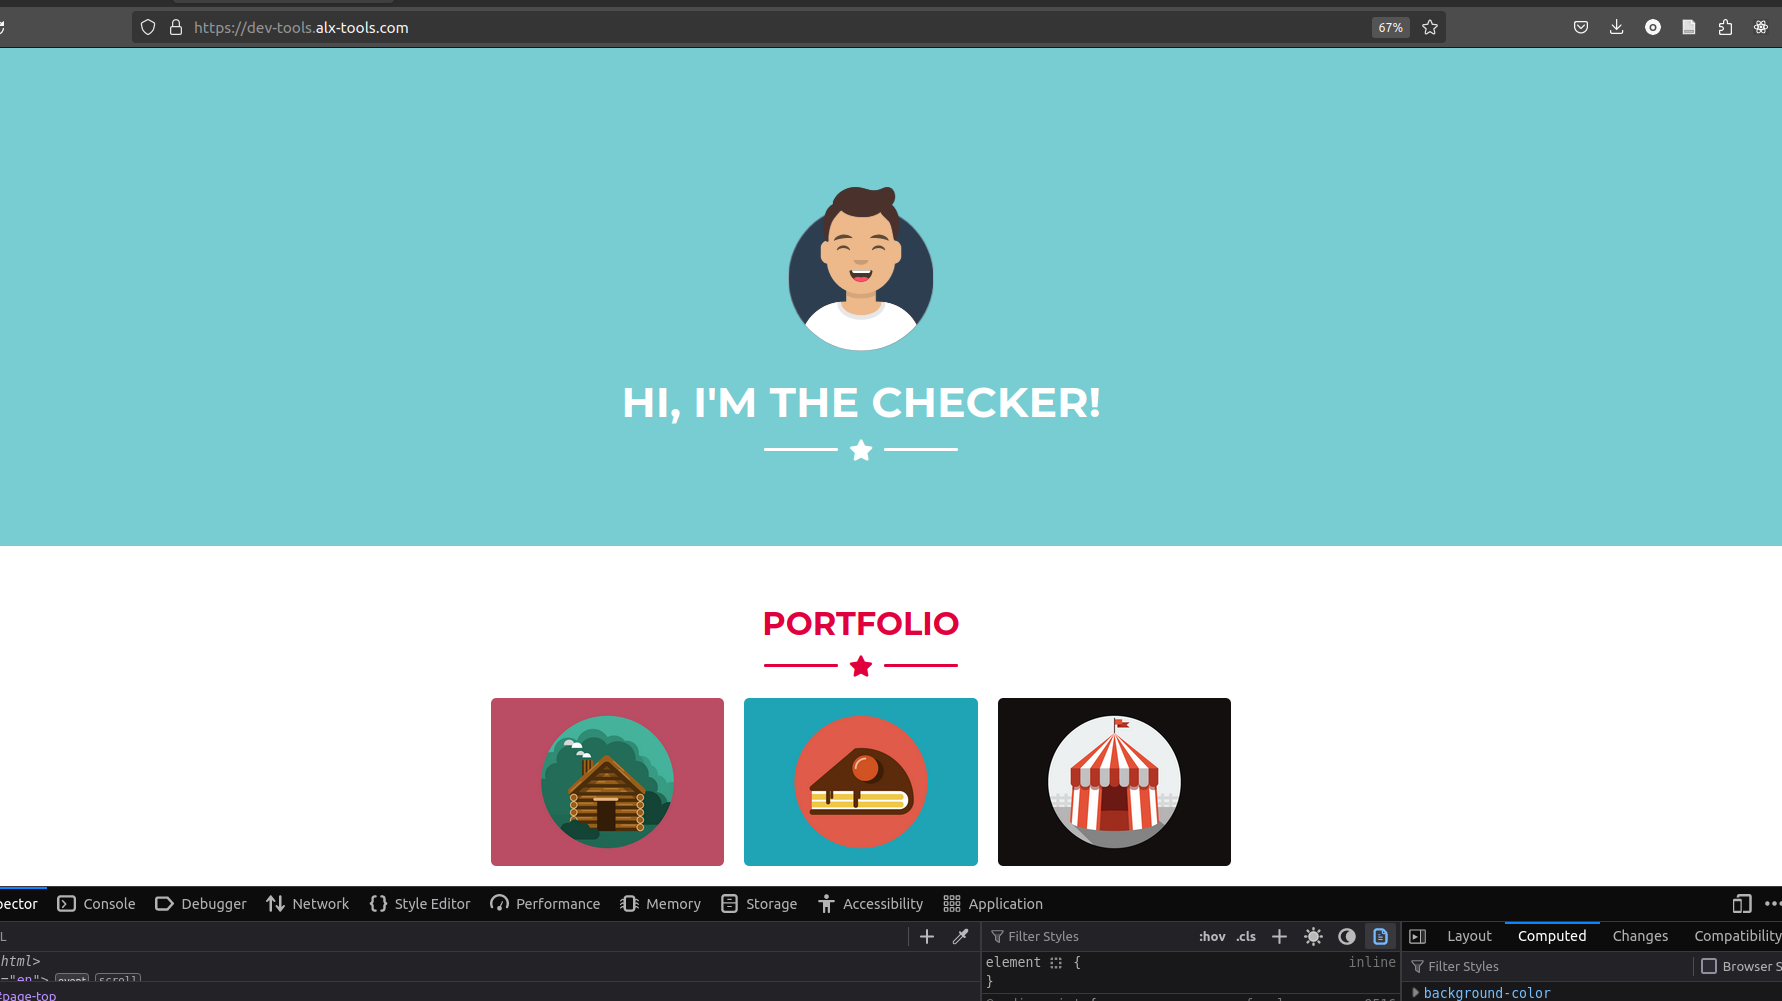 https://dev-tools.alx-tools.com
67%
HI, I'M THE CHECKER!
PORTFOLIO
pector Console Debugger Network Style Editor Performance Memory Storage Accessibility Application
L Filter Styles :hov .cls Layout Computed Changes Compatibility
html>
="en"> event scroll
element { inline
Filter Styles Browser S
}
#page-top
background-color